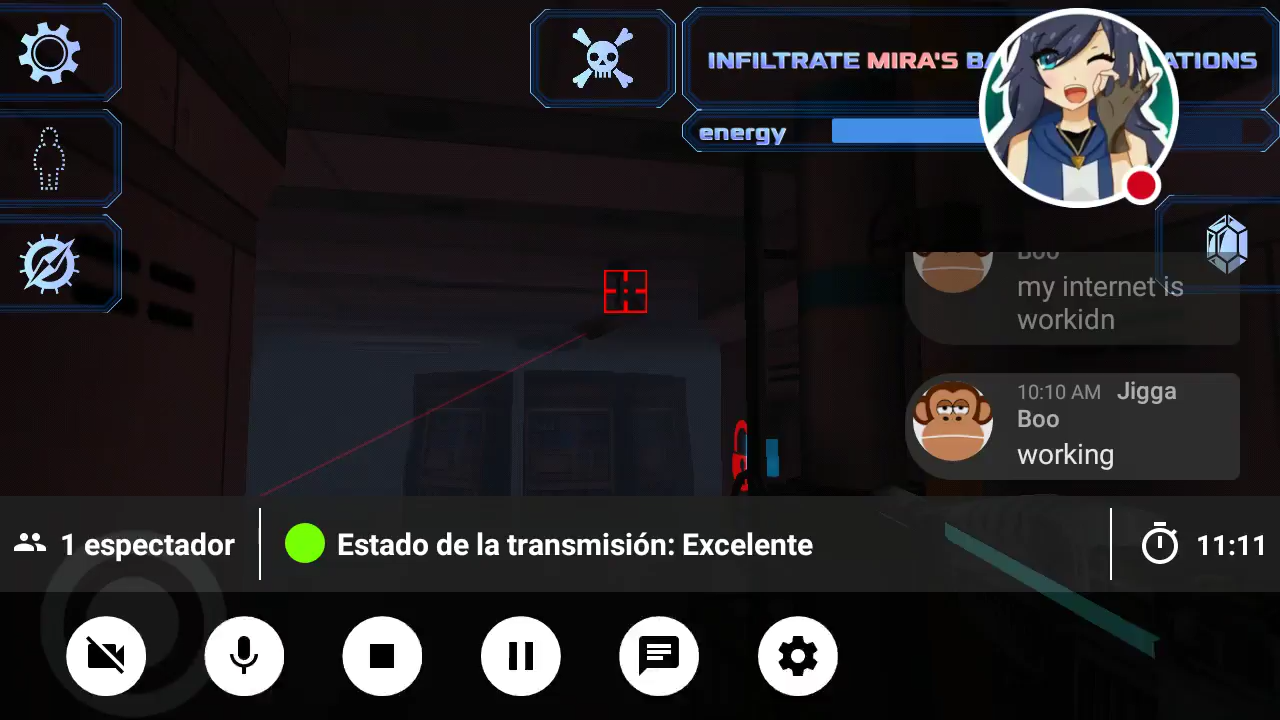 INFILTRATE MIRA'S BA ATIONS
energy
Boo
my internet is
workidn
10:10 AM Jigga
Boo
working
1 espectador
Estado de la transmisión: Excelente
11:11